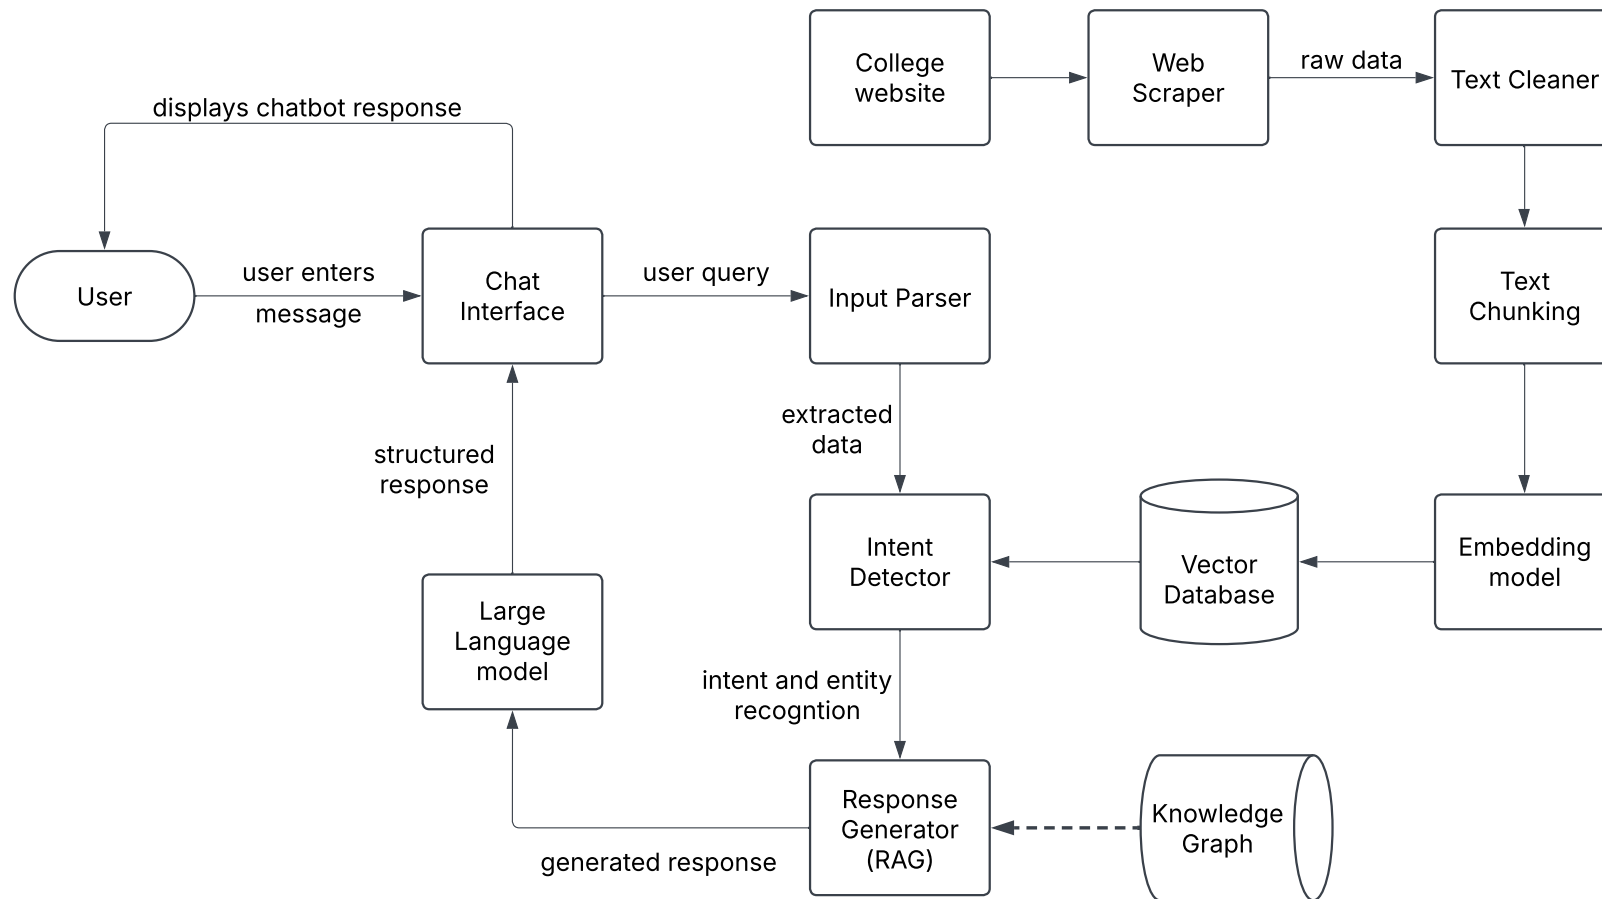 College
website
Web
Scraper
raw data
Text Cleaner
displays chatbot response
User
user enters
message
Chat
Interface
user query
Input Parser
Text
Chunking
extracted
data
structured
response
Intent
Detector
Vector
Database
Embedding
model
Large
Language
model
intent and entity
recogntion
Response
Generator
(RAG)
Knowledge
Graph
generated response